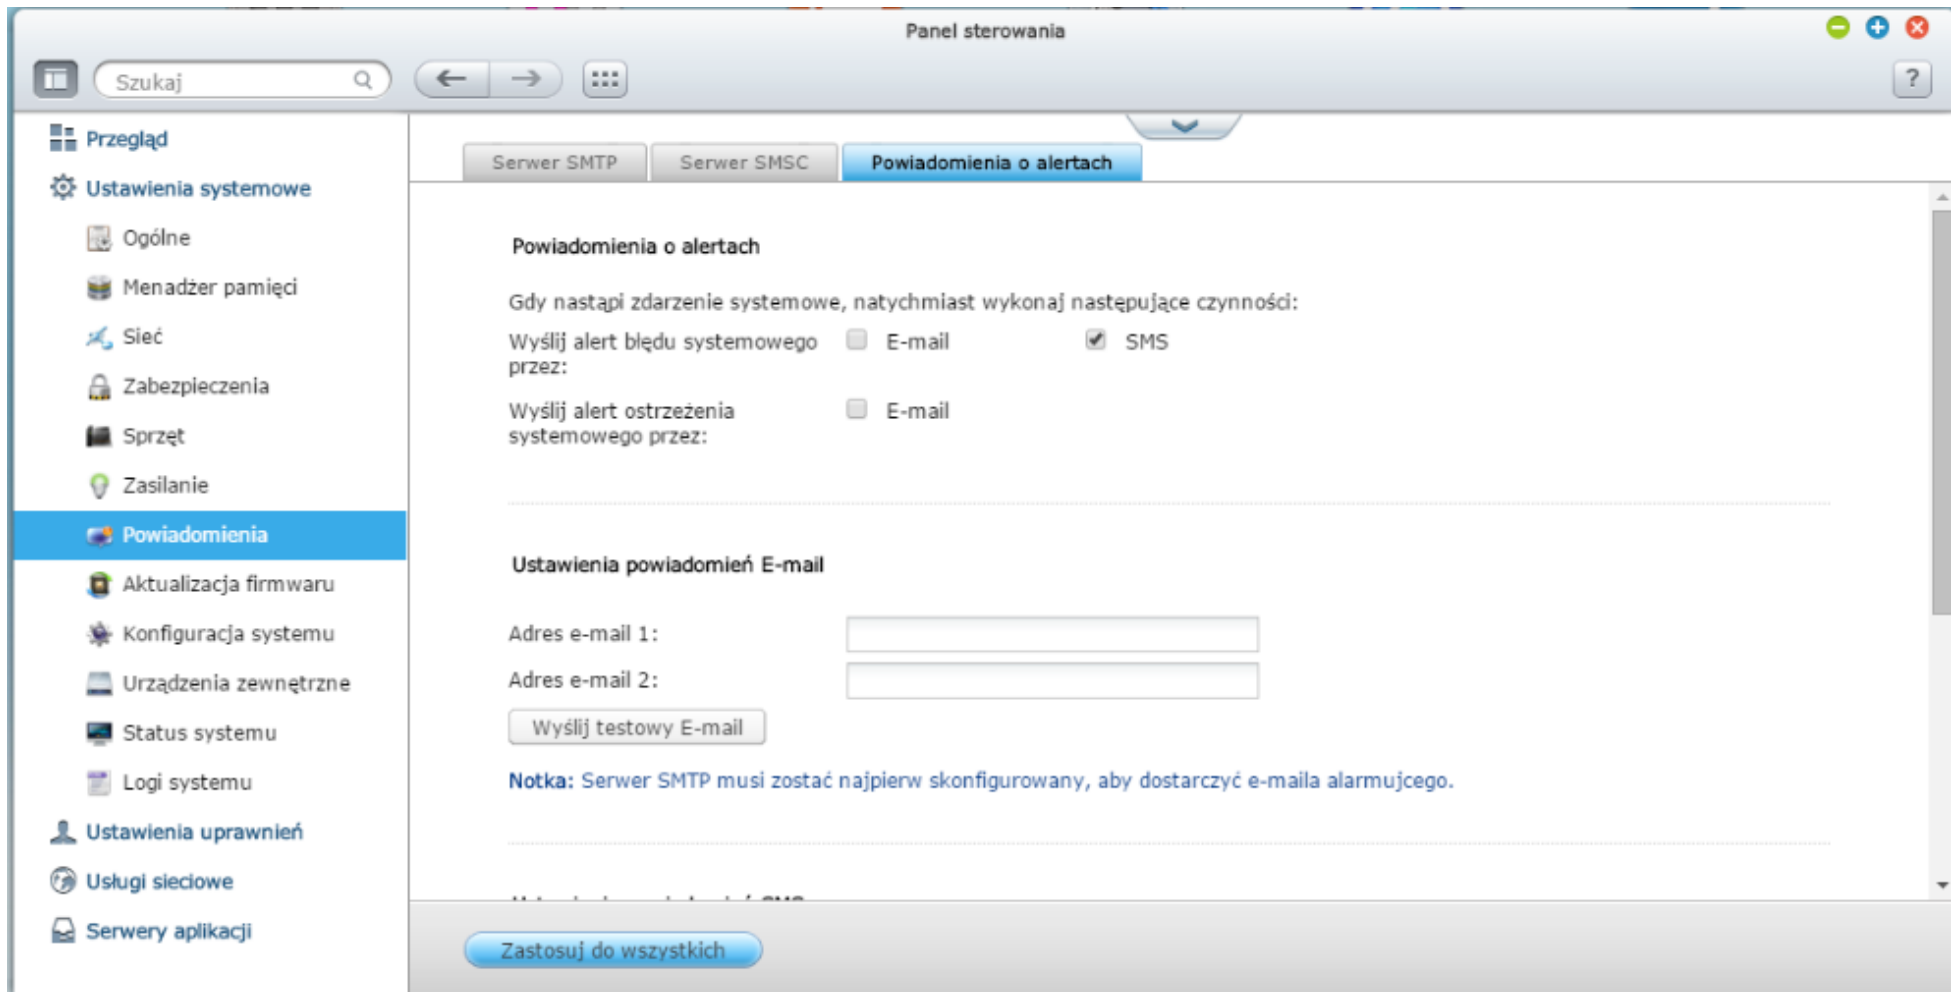 Panel sterowania
Szukaj
?
Przegląd
Ustawienia systemowe
Ogólne
Menadżer pamięci
Sieć
Zabezpieczenia
Sprzęt
Zasilanie
Powiadomienia
Aktualizacja firmwaru
Konfiguracja systemu
Urządzenia zewnętrzne
Status systemu
Logi systemu
Ustawienia uprawnień
Usługi sieciowe
Serwery aplikacji
Serwer SMTP
Serwer SMSC
Powiadomienia o alertach
Powiadomienia o alertach
Gdy nastąpi zdarzenie systemowe, natychmiast wykonaj następujące czynności:
Wyślij alert błędu systemowego
przez:
E-mail
SMS
Wyślij alert ostrzeżenia
systemowego przez:
E-mail
Ustawienia powiadomień E-mail
Adres e-mail 1:
Adres e-mail 2:
Wyślij testowy E-mail
Notka: Serwer SMTP musi zostać najpierw skonfigurowany, aby dostarczyć e-maila alarmujcego.
Zastosuj do wszystkich